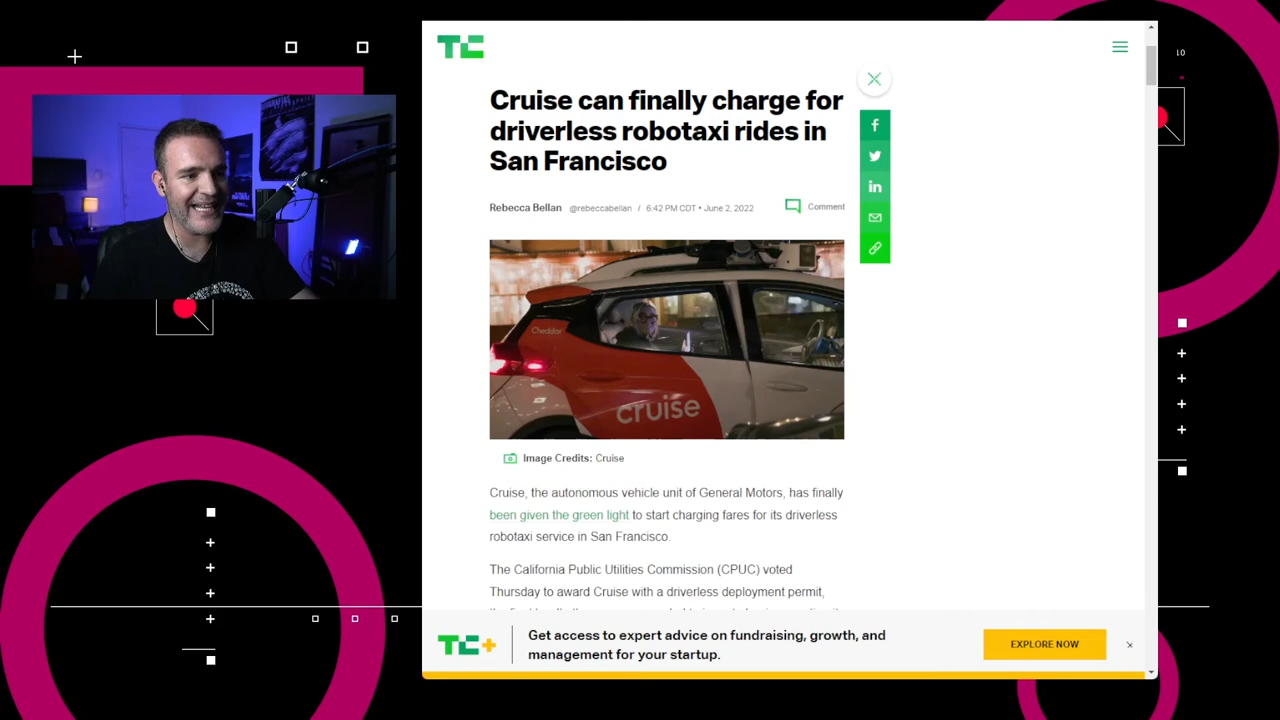 TC
Cruise can finally charge for
driverless robotaxi rides in
San Francisco
Rebecca Bellan @rebeccabellan / 6:42 PM CDT • June 2, 2022
Comment
Cheddar
cruise
Image Credits: Cruise
Cruise, the autonomous vehicle unit of General Motors, has finally
been given the green light to start charging fares for its driverless
robotaxi service in San Francisco.
The California Public Utilities Commission (CPUC) voted
Thursday to award Cruise with a driverless deployment permit,
TC+
Get access to expert advice on fundraising, growth, and
management for your startup.
EXPLORE NOW
10